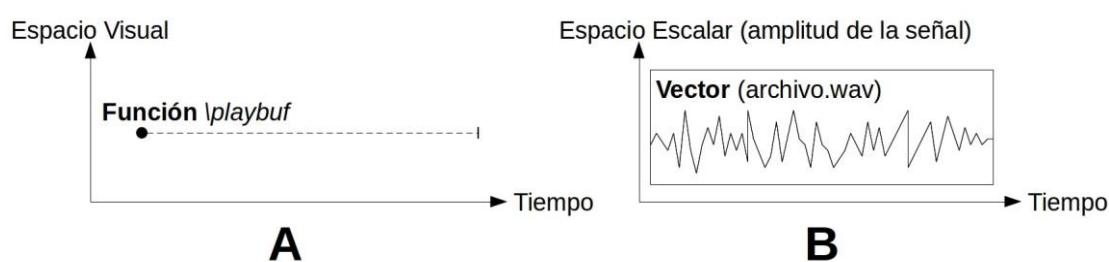 Espacio Visual
Función \playbuf
Tiempo
A
Espacio Escalar (amplitud de la señal)
Vector (archivo.wav)
Tiempo
B